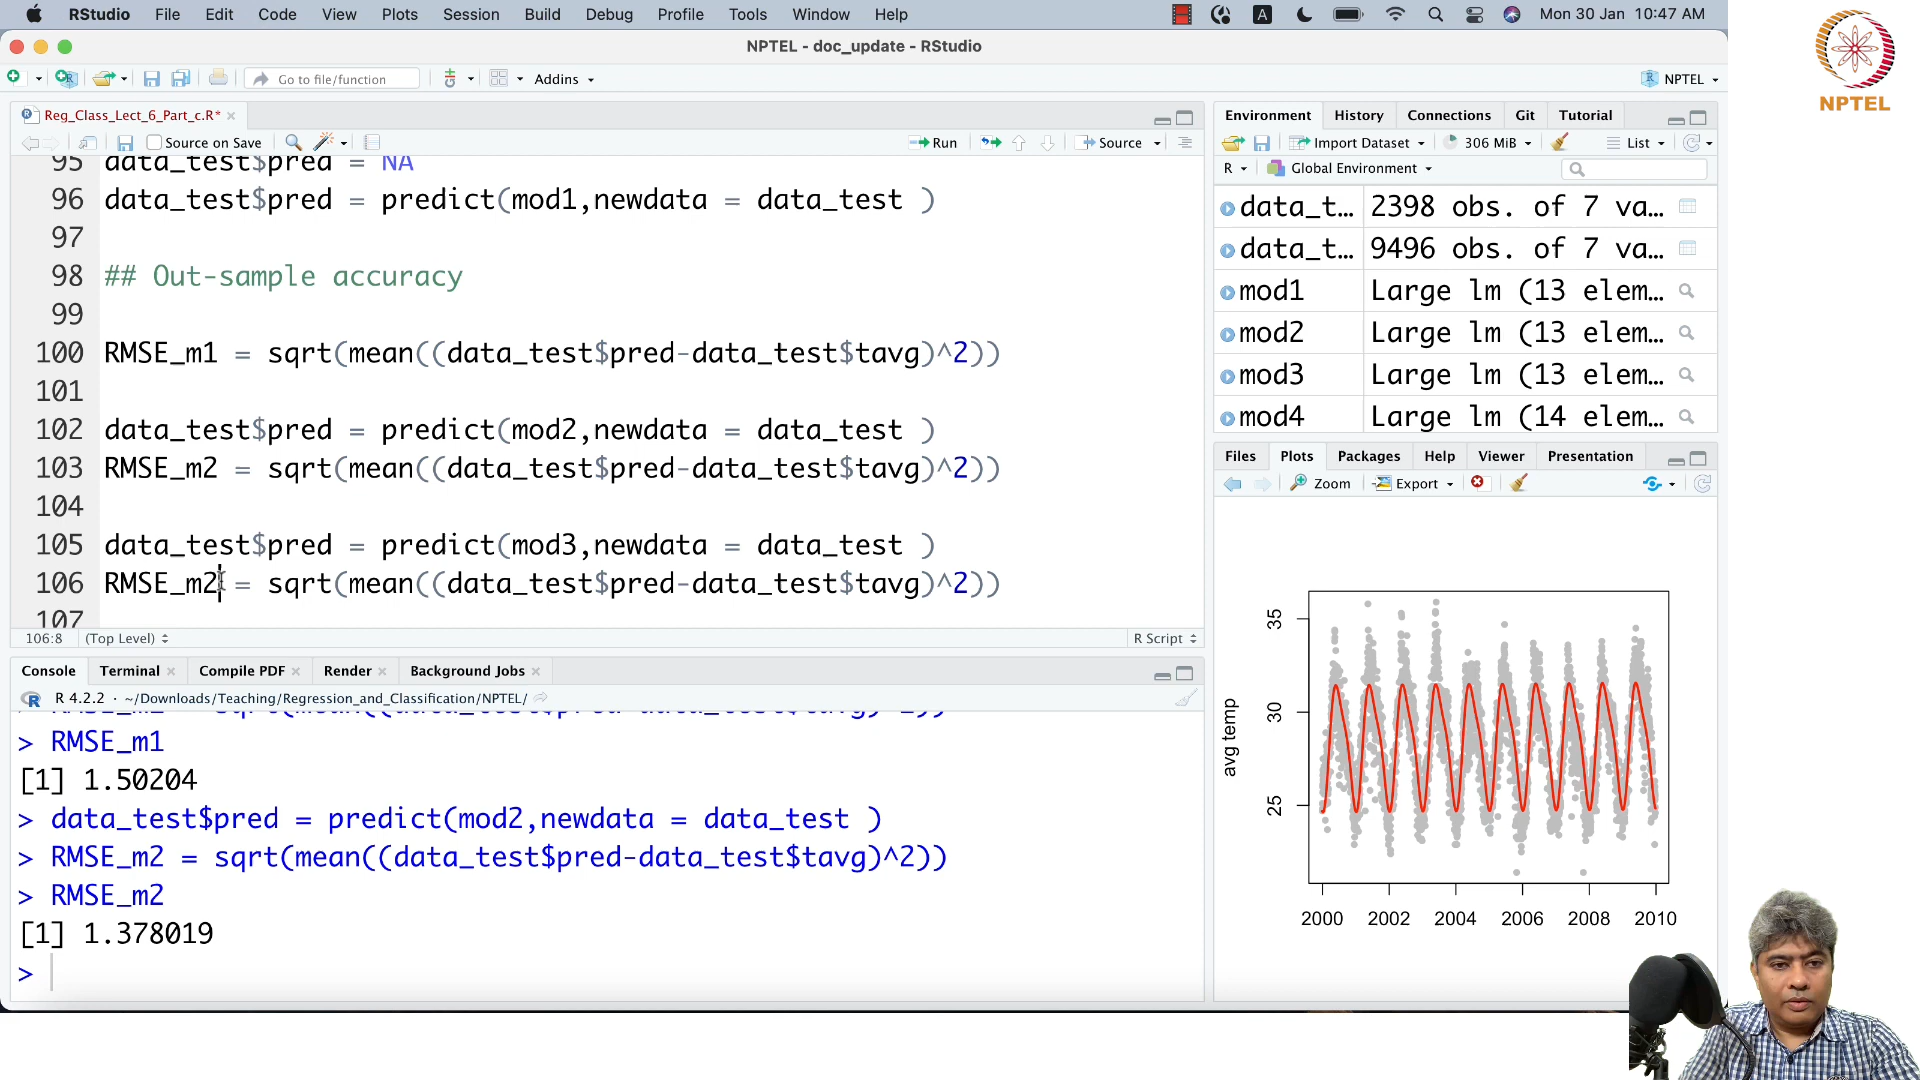 RStudio File Edit Code View Plots Session Build Debug Profile Tools Window Help A Mon 30 Jan 10:47 AM
NPTEL - doc_update - RStudio
Go to file/function Addins NPTEL
Reg_Class_Lect_6_Part_c.R*
Source on Save Run Source
95 data_test$pred = NA
96 data_test$pred = predict(mod1,newdata = data_test )
97
98 ## Out-sample accuracy
99
100 RMSE_m1 = sqrt(mean((data_test$pred-data_test$tavg)^2))
101
102 data_test$pred = predict(mod2,newdata = data_test )
103 RMSE_m2 = sqrt(mean((data_test$pred-data_test$tavg)^2))
104
105 data_test$pred = predict(mod3,newdata = data_test )
106 RMSE_m2 = sqrt(mean((data_test$pred-data_test$tavg)^2))
107
106:8 (Top Level) R Script
Console Terminal Compile PDF Render Background Jobs
R 4.2.2 · ~/Downloads/Teaching/Regression_and_Classification/NPTEL/
> RMSE_m1
[1] 1.50204
> data_test$pred = predict(mod2,newdata = data_test )
> RMSE_m2 = sqrt(mean((data_test$pred-data_test$tavg)^2))
> RMSE_m2
[1] 1.378019
>
Environment History Connections Git Tutorial
Import Dataset 306 MiB List
R Global Environment
data_t… 2398 obs. of 7 va…
data_t… 9496 obs. of 7 va…
mod1 Large lm (13 elem…
mod2 Large lm (13 elem…
mod3 Large lm (13 elem…
mod4 Large lm (14 elem…
Files Plots Packages Help Viewer Presentation
Zoom Export
avg temp
35
30
25
2000 2002 2004 2006 2008 2010
NPTEL